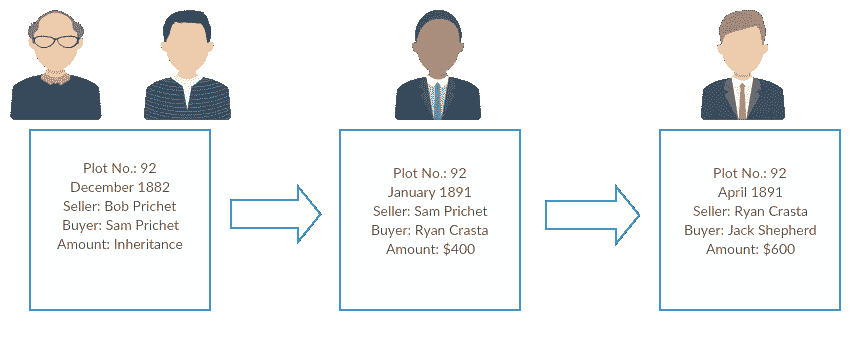 Plot No.: 92
December 1882
Seller: Bob Prichet
Buyer: Sam Prichet
Amount: Inheritance
Plot No.: 92
January 1891
Seller: Sam Prichet
Buyer: Ryan Crasta
Amount: $400
Plot No.: 92
April 1891
Seller: Ryan Crasta
Buyer: Jack Shepherd
Amount: $600